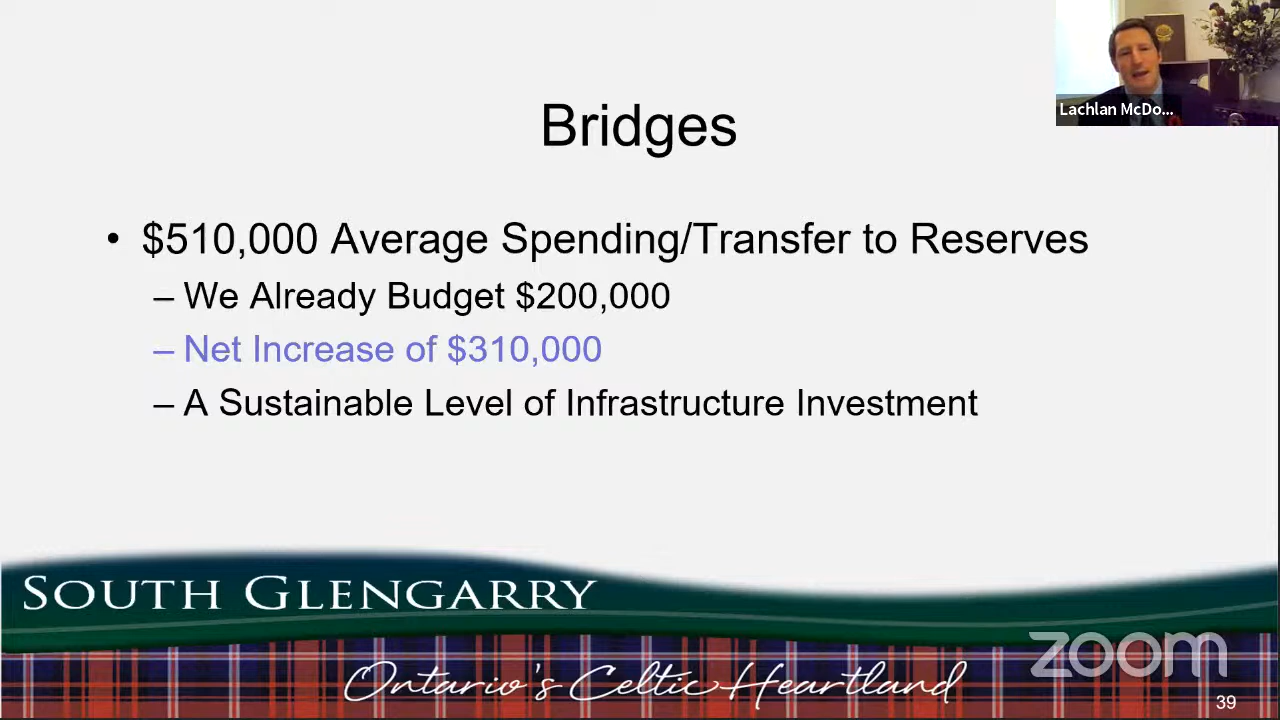 Lachlan McDo...
Bridges
• $510,000 Average Spending/Transfer to Reserves
– We Already Budget $200,000
– Net Increase of $310,000
– A Sustainable Level of Infrastructure Investment
SOUTH GLENGARRY
Ontario's Celtic Heartland
zoom
39